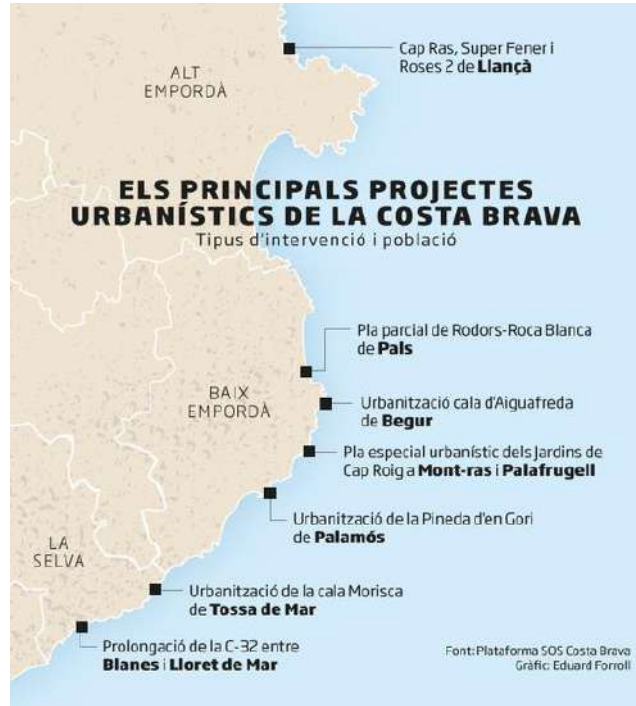 Cap Ras, Super Fener i
Roses 2 de Llançà
ALT
EMPORDÀ
ELS PRINCIPALS PROJECTES
URBANÍSTICS DE LA COSTA BRAVA
Tipus d'intervenció i població
Pla parcial de Rodors-Roca Blanca
de Pals
BAIX
EMPORDÀ
Urbanització cala d'Aiguafreda
de Begur
Pla especial urbanístic dels Jardins de
Cap Roig a Mont-ras i Palafrugell
Urbanització de la Pineda d'en Gori
de Palamós
LA
SELVA
Urbanització de la cala Morisca
de Tossa de Mar
Prolongació de la C-32 entre
Blanes i Lloret de Mar
Font: Plataforma SOS Costa Brava
Gràfic: Eduard Forroll